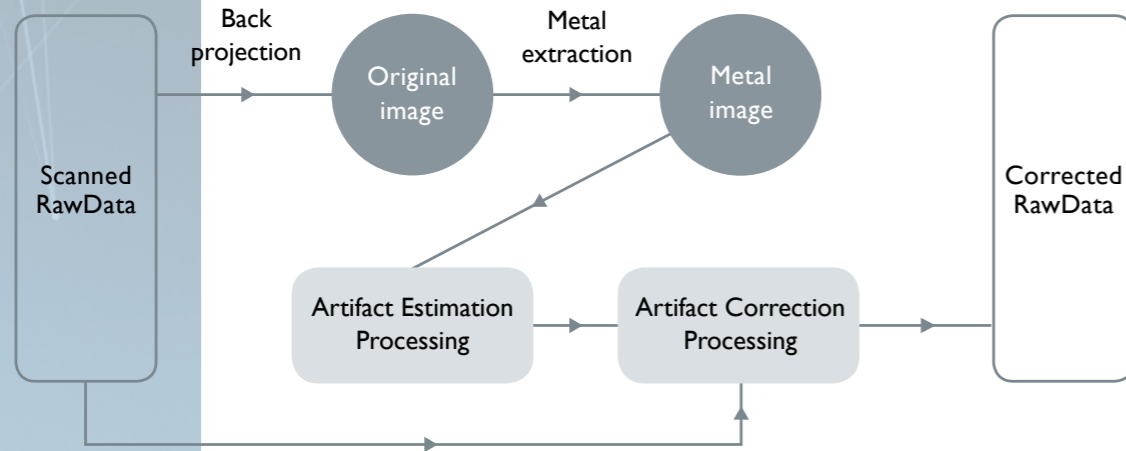 Back
projection
Metal
extraction
Original
image
Metal
image
Scanned
RawData
Corrected
RawData
Artifact Estimation
Processing
Artifact Correction
Processing